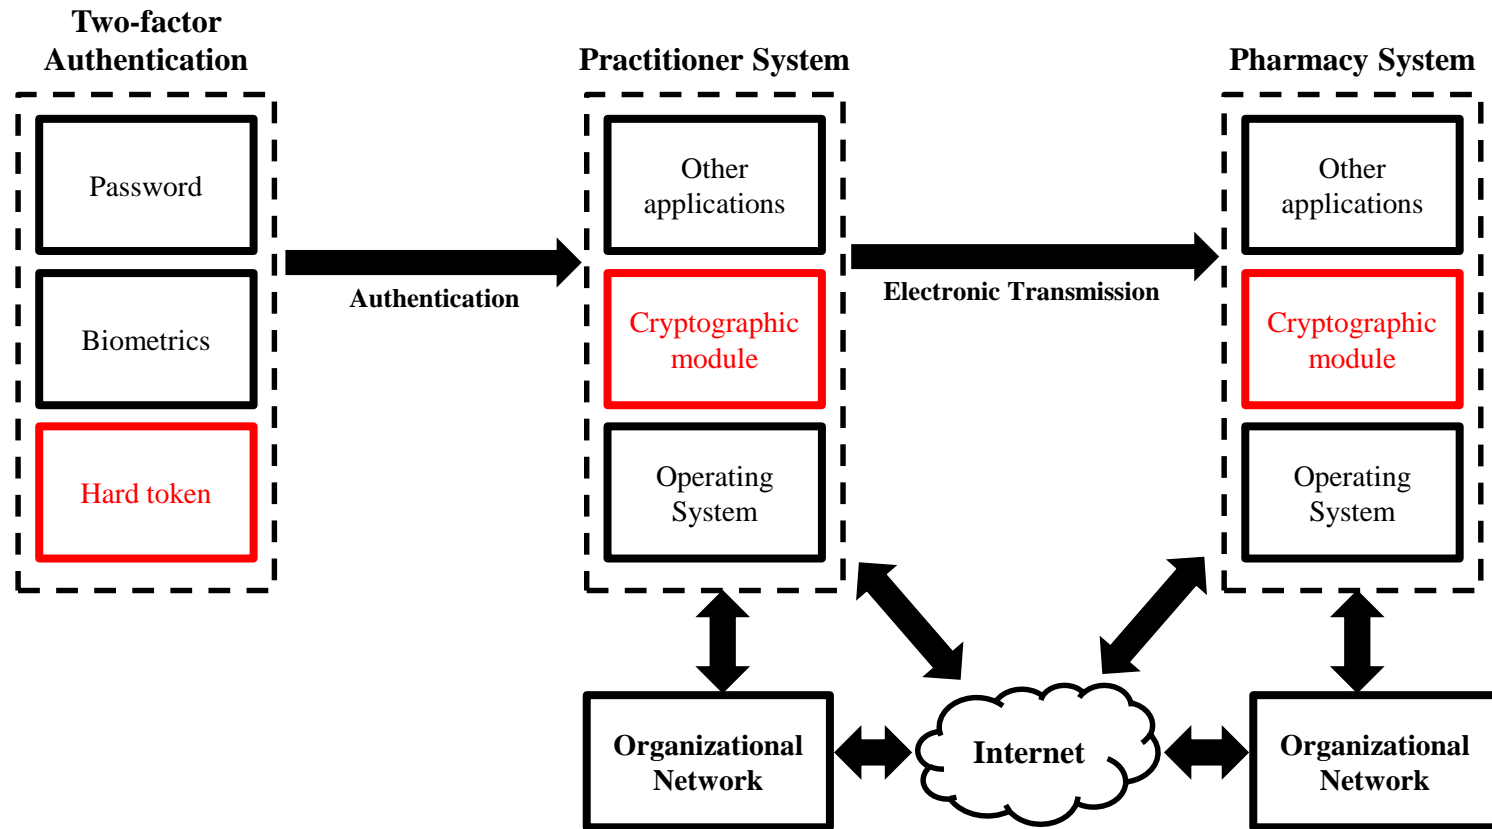 Two-factor
Authentication
Practitioner System
Pharmacy System
Password
Biometrics
Hard token
Authentication
Other
applications
Cryptographic
module
Operating
System
Electronic Transmission
Other
applications
Cryptographic
module
Operating
System
Organizational
Network
Internet
Organizational
Network